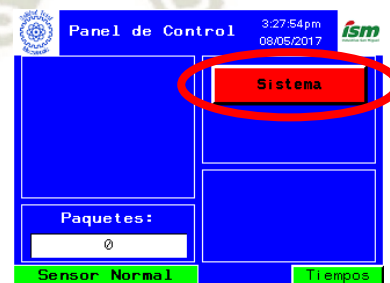 Panel de Control
3:27:54pm
08/05/2017
ism
Sistema
Paquetes:
0
Sensor Normal
Tiempos